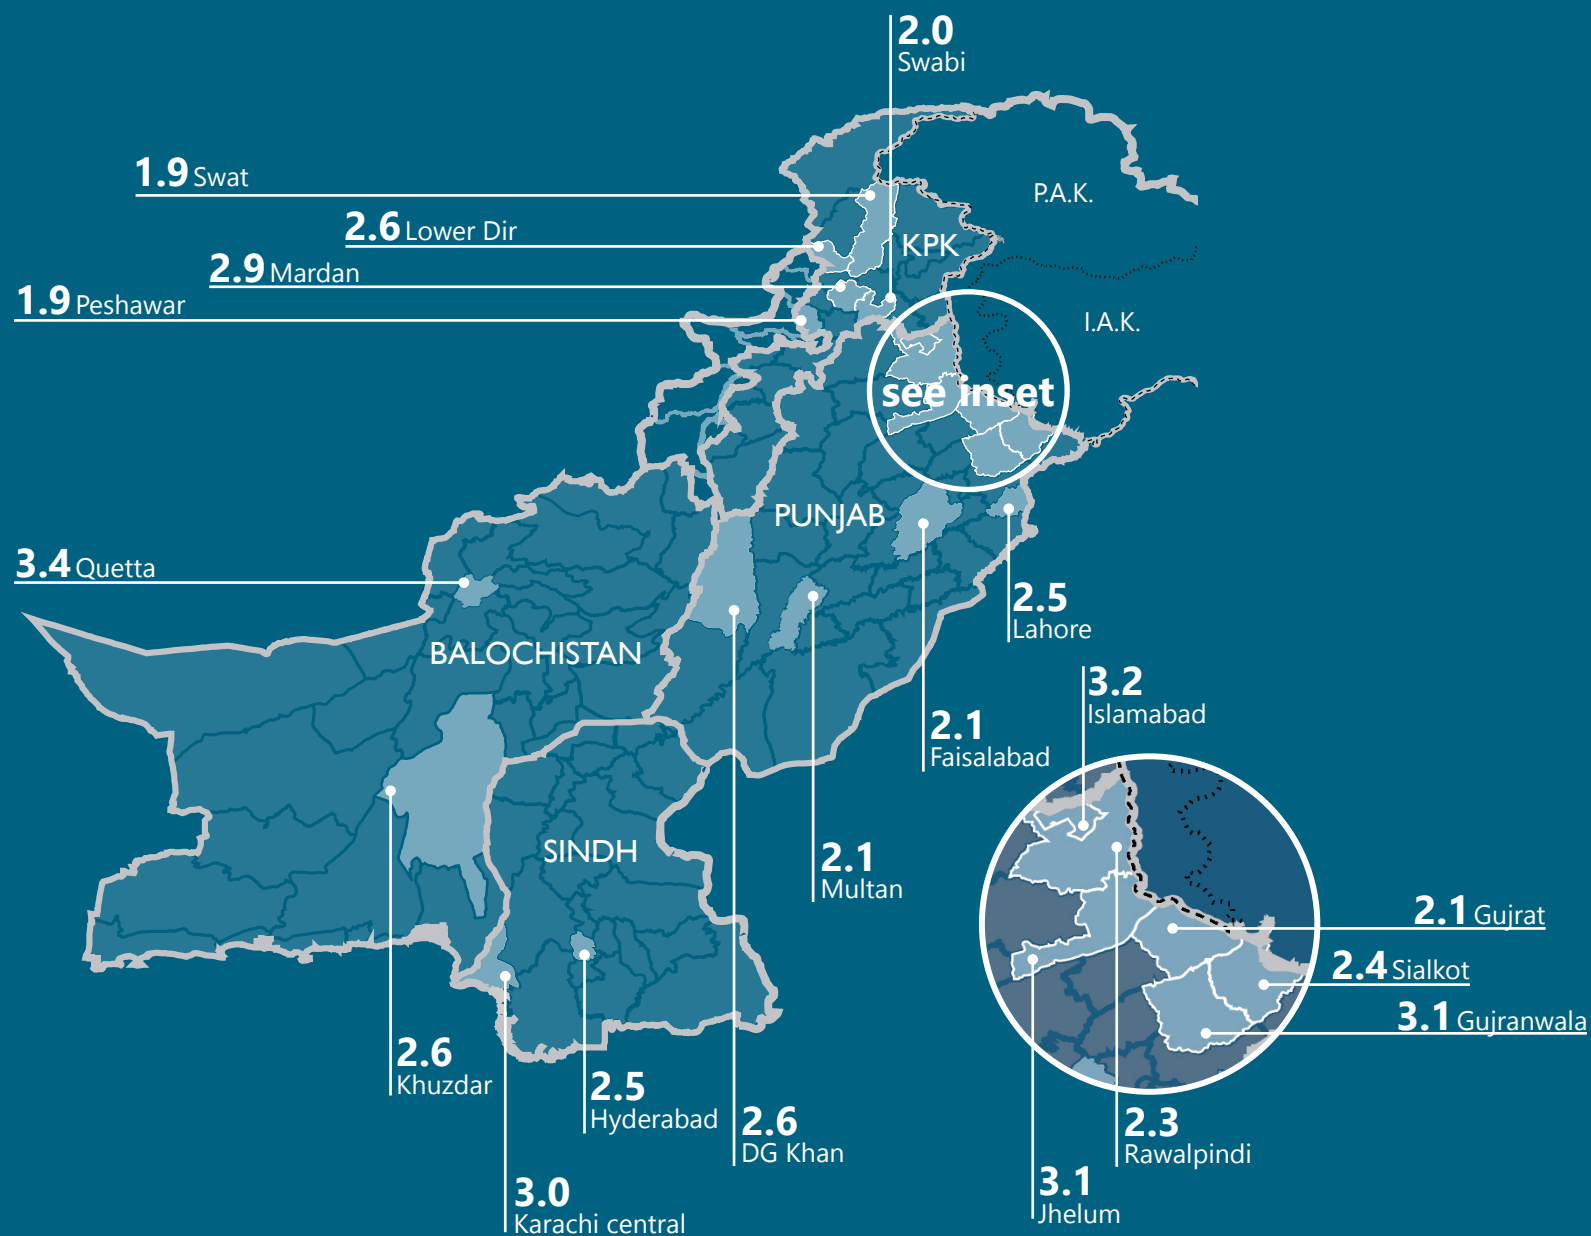 2.0
Swabi
1.9 Swat
P.A.K.
2.6 Lower Dir
KPK
2.9 Mardan
1.9 Peshawar
I.A.K.
see inset
PUNJAB
3.4 Quetta
2.5
Lahore
BALOCHISTAN
3.2
Islamabad
2.1
Faisalabad
SINDH
2.1
Multan
2.1 Gujrat
2.4 Sialkot
3.1 Gujranwala
2.6
Khuzdar
2.5
Hyderabad
2.6
DG Khan
2.3
Rawalpindi
3.1
Jhelum
3.0
Karachi central